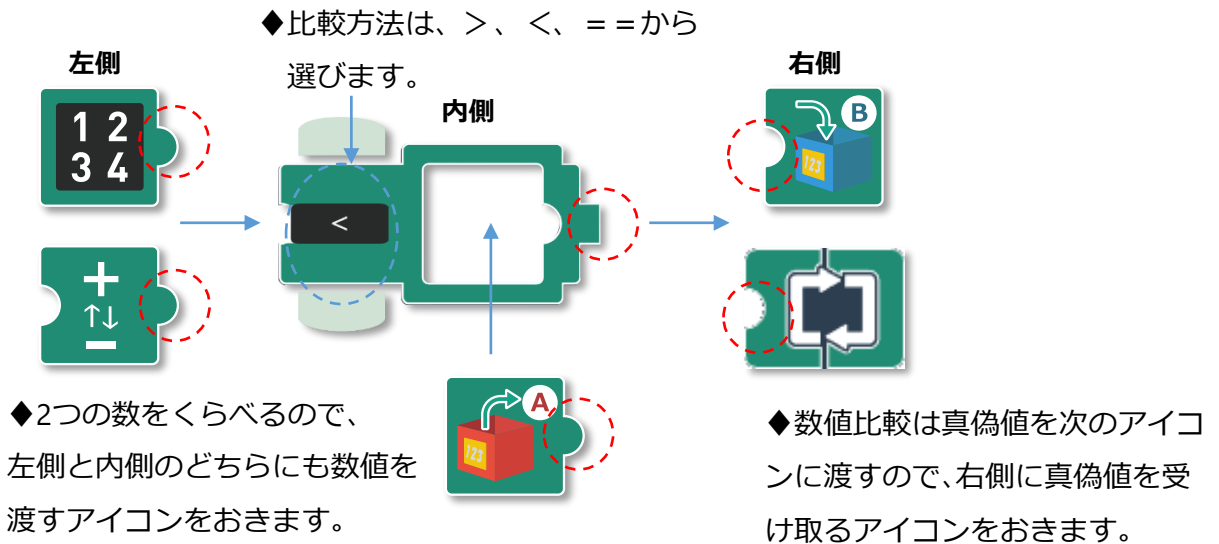 ◆比較方法は、＞、＜、＝＝から
選びます。
左側
内側
右側
1 2
3 4
<
B
123
+
↑↓
−
A
123
◆2つの数をくらべるので、
左側と内側のどちらにも数値を
渡すアイコンをおきます。
◆数値比較は真偽値を次のアイコ
ンに渡すので、右側に真偽値を受
け取るアイコンをおきます。